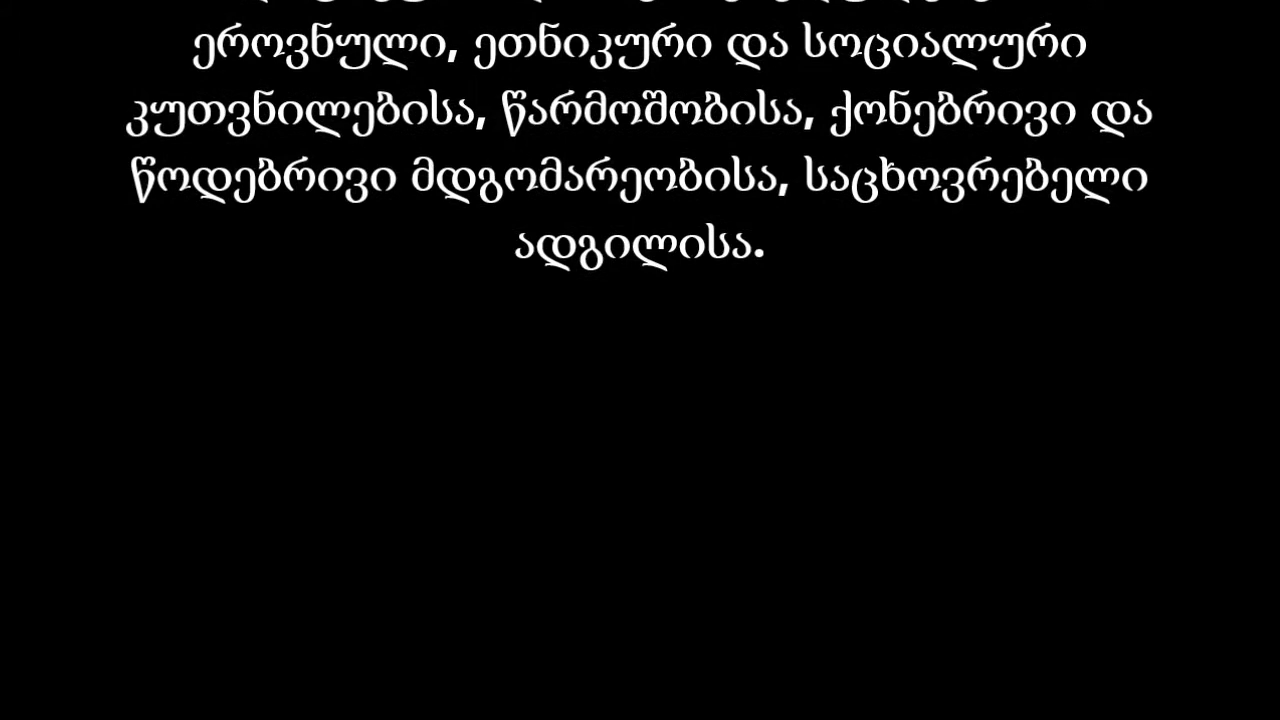 ეროვნული, ეთნიკური და სოციალური
კუთვნილებისა, წარმოშობისა, ქონებრივი და
წოდებრივი მდგომარეობისა, საცხოვრებელი
ადგილისა.